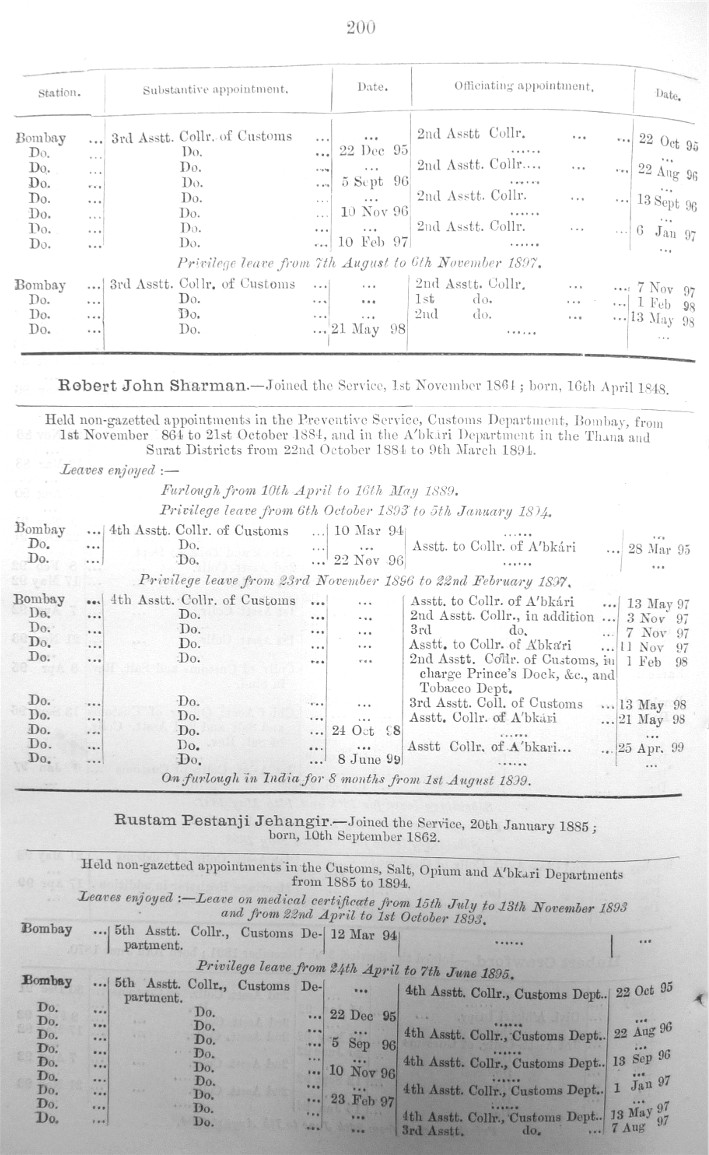 200
Station. Substantive appointment. Date. Officiating appointment. Date.
Bombay ... 3rd Asstt. Collr. of Customs ... ... 2nd Asstt Collr. ... ... 22 Oct 95
Do. ... Do. ... 22 Dec 95 ...... ...
Do. ... Do. ... ... 2nd Asstt. Collr.... ... 22 Aug 96
Do. ... Do. ... 5 Sept 96 ...... ...
Do. ... Do. ... ... 2nd Asstt. Collr. ... ... 13 Sept 96
Do. ... Do. ... 10 Nov 96 ...... ...
Do. ... Do. ... ... 2nd Asstt. Collr. ... ... 6 Jan 97
Do. ... Do. ... 10 Feb 97 ...... ...
Privilege leave from 7th August to 6th November 1897.
Bombay ... 3rd Asstt. Collr. of Customs ... ... 2nd Asstt. Collr. ... ... 7 Nov 97
Do. ... Do. ... ... 1st do. ... ... 1 Feb 98
Do. ... Do. ... ... 2nd do. ... ... 13 May 98
Do. ... Do. ... 21 May 98 ...... ...
Robert John Sharman.—Joined the Service, 1st November 1864 ; born, 16th April 1848.
Held non-gazetted appointments in the Preventive Service, Customs Department, Bombay, from
1st November 864 to 21st October 1884, and in the A'bkári Department in the Thana and
Surat Districts from 22nd October 1884 to 9th March 1894.
Leaves enjoyed :—
Furlough from 10th April to 16th May 1889.
Privilege leave from 6th October 1893 to 5th January 1894.
Bombay ... 4th Asstt. Collr. of Customs ... 10 Mar 94 ...... ...
Do. ... Do. ... ... Asstt. to Collr. of A'bkári ... 28 Mar 95
Do. ... Do. ... 22 Nov 96 ...... ...
Privilege leave from 23rd November 1896 to 22nd February 1897.
Bombay ... 4th Asstt. Collr. of Customs ... ... Asstt. to Collr. of A'bkári 13 May 97
Do. ... Do. ... ... 2nd Asstt. Collr., in addition ... 3 Nov 97
Do. ... Do. ... ... 3rd do. ... 7 Nov 97
Do. ... Do. ... ... Asstt. to Collr. of A'bka'ri ... 11 Nov 97
Do. ... Do. ... ... 2nd Asstt. Collr. of Customs, in 1 Feb 98
charge Prince's Dock, &c., and
Tobacco Dept.
Do. ... Do. ... ... 3rd Asstt. Coll. of Customs ... 13 May 98
Do. ... Do. ... ... Asstt. Collr. of A'bkári ... 21 May 98
Do. ... Do. ... 24 Oct 98 ...... ...
Do. ... Do. ... ... Asstt Collr. of A'bkari... ... 25 Apr. 99
Do. ... Do. ... 8 June 99 ...... ...
On furlough in India for 8 months from 1st August 1899.
Rustam Pestanji Jehangir.—Joined the Service, 20th January 1885 ;
born, 10th September 1862.
Held non-gazetted appointments in the Customs, Salt, Opium and A'bkari Departments
from 1885 to 1894.
Leaves enjoyed :—Leave on medical certificate from 15th July to 13th November 1893
and from 22nd April to 1st October 1893.
Bombay ... 5th Asstt. Collr., Customs De- 12 Mar 94 ...... ...
partment.
Privilege leave from 24th April to 7th June 1895.
Bombay ... 5th Asstt. Collr., Customs De- ... 4th Asstt. Collr., Customs Dept.. 22 Oct 95
partment.
Do. ... Do. ... 22 Dec 95 ...... ...
Do. ... Do. ... ... 4th Asstt. Collr., Customs Dept.. 22 Aug 96
Do. ... Do. ... 5 Sep 96 ...... ...
Do. ... Do. ... ... 4th Asstt. Collr., Customs Dept.. 13 Sep 96
Do. ... Do. ... 10 Nov 96 ...... ...
Do. ... Do. ... ... 4th Asstt. Collr., Customs Dept.. 1 Jan 97
Do. ... Do. ... 23 Feb 97 ...... ...
Do. ... Do. ... ... 4th Asstt. Collr., Customs Dept.. 13 May 97
Do. ... Do. ... ... 3rd Asstt. do. ... 7 Aug 97